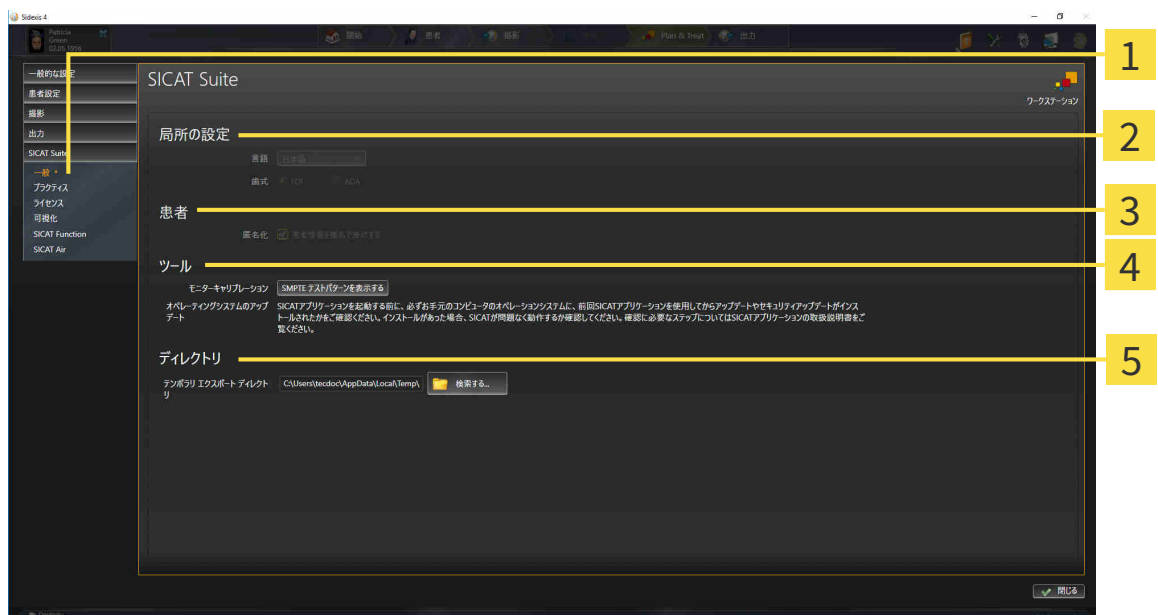 Sidexis 4
Patricia
Green
02.05.1956
開始
患者
撮影
Plan & Treat
出力
一般的な設定
患者設定
撮影
出力
SICAT Suite
一般
プラクティス
ライセンス
可視化
SICAT Function
SICAT Air
SICAT Suite
ワークステーション
局所の設定
言語 日本語
歯式 FDI ADA
患者
匿名化 患者情報を匿名で表示する
ツール
モニターキャリブレーション SMPTE テストパターンを表示する
オペレーティングシステムのアップ
デート
SICATアプリケーションを起動する前に、必ずお手元のコンピュータのオペレーションシステムに、前回SICATアプリケーションを使用してからアップデートやセキュリティアップデートがインス
トールされたかをご確認ください。インストールがあった場合、SICATが問題なく動作するか確認してください。確認に必要なステップについてはSICATアプリケーションの取扱説明書をご
覧ください。
ディレクトリ
テンポラリ エクスポート ディレクト
リ
C:\Users\tecdoc\AppData\Local\Temp\ 検索する...
閉じる
1
2
3
4
5